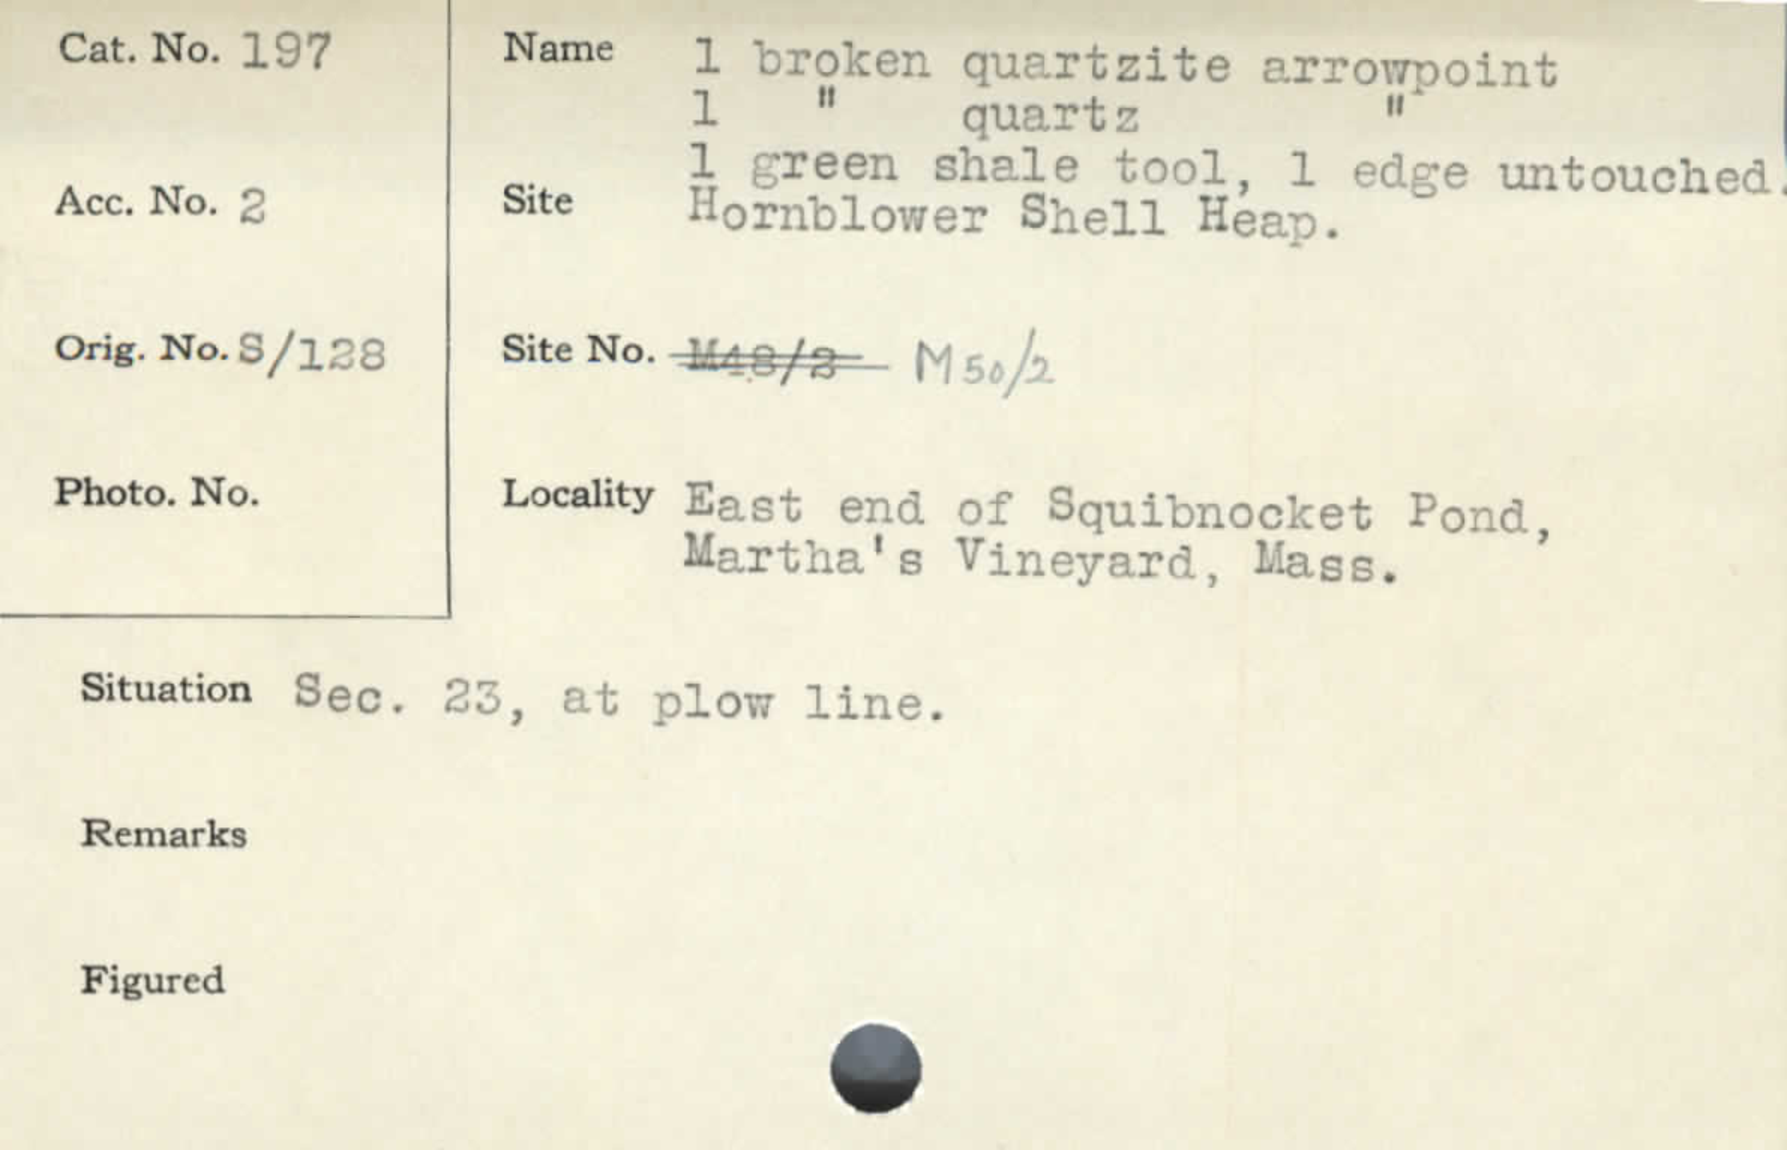 Cat. No. 197
Name 1 broken quartzite arrowpoint
1 " quartz "
1 green shale tool, 1 edge untouched.
Acc. No. 2
Site Hornblower Shell Heap.
Orig. No. S/128
Site No. M48/2 M50/2
Photo. No.
Locality East end of Squibnocket Pond,
Martha's Vineyard, Mass.
Situation Sec. 23, at plow line.
Remarks
Figured